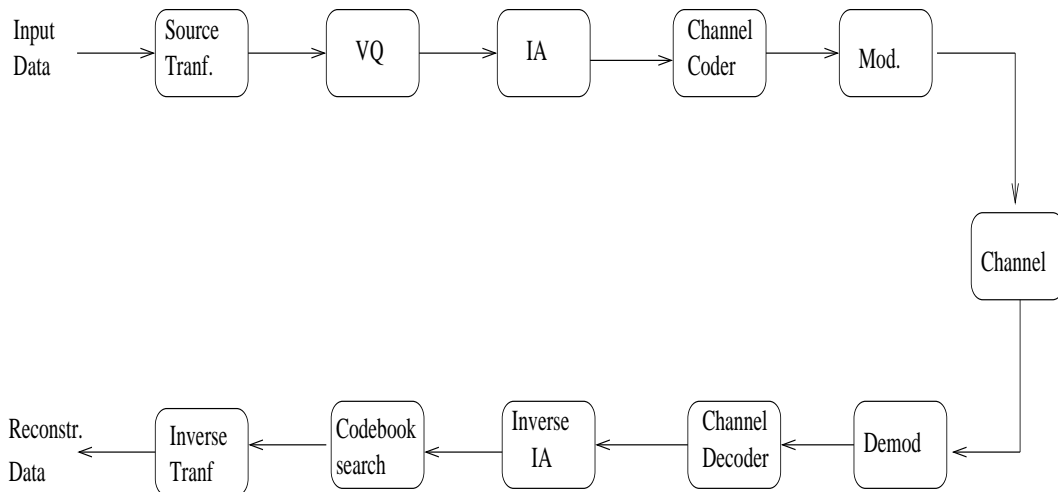 Input
Data
Source
Tranf.
VQ
IA
Channel
Coder
Mod.
Channel
Reconstr.
Data
Inverse
Tranf
Codebook
search
Inverse
IA
Channel
Decoder
Demod